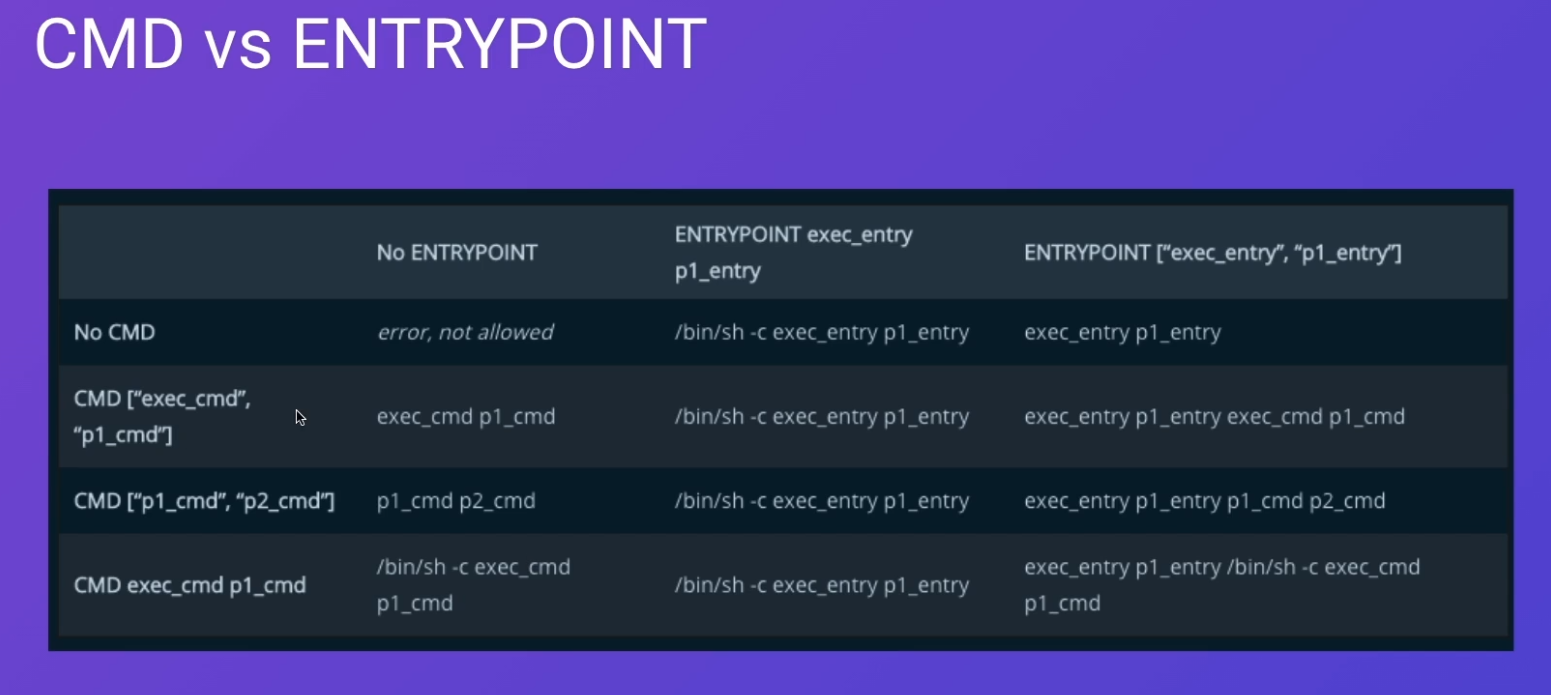 CMD vs ENTRYPOINT
No ENTRYPOINT
ENTRYPOINT exec_entry
p1_entry
ENTRYPOINT [“exec_entry”, “p1_entry”]
No CMD
error, not allowed
/bin/sh -c exec_entry p1_entry
exec_entry p1_entry
CMD [“exec_cmd”,
“p1_cmd”]
exec_cmd p1_cmd
/bin/sh -c exec_entry p1_entry
exec_entry p1_entry exec_cmd p1_cmd
CMD [“p1_cmd”, “p2_cmd”]
p1_cmd p2_cmd
/bin/sh -c exec_entry p1_entry
exec_entry p1_entry p1_cmd p2_cmd
CMD exec_cmd p1_cmd
/bin/sh -c exec_cmd
p1_cmd
/bin/sh -c exec_entry p1_entry
exec_entry p1_entry /bin/sh -c exec_cmd
p1_cmd